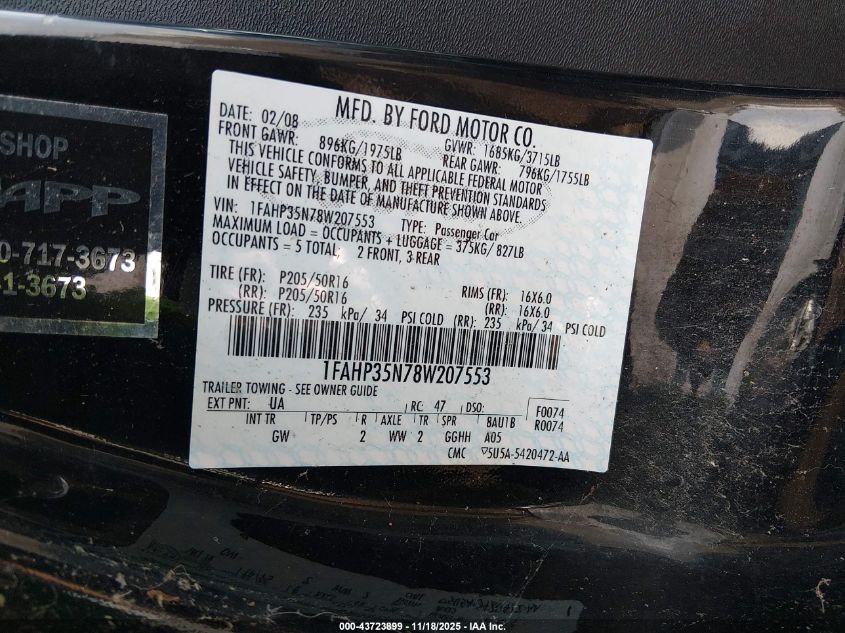 SHOP
APP
0-717-3673
1-3673
MFD. BY FORD MOTOR CO.
DATE: 02/08 GVWR: 1685KG/3715LB
FRONT GAWR: 896KG/1975LB REAR GAWR: 796KG/1755LB
THIS VEHICLE CONFORMS TO ALL APPLICABLE FEDERAL MOTOR
VEHICLE SAFETY, BUMPER, AND THEFT PREVENTION STANDARDS
IN EFFECT ON THE DATE OF MANUFACTURE SHOWN ABOVE.
VIN: 1FAHP35N78W207553 TYPE: Passenger Car
MAXIMUM LOAD = OCCUPANTS + LUGGAGE = 375KG/ 827LB
OCCUPANTS = 5 TOTAL: 2 FRONT, 3 REAR
TIRE (FR): P205/50R16 RIMS (FR): 16X6.0
(RR): P205/50R16 (RR): 16X6.0
PRESSURE (FR): 235 kPa/ 34 PSI COLD (RR): 235 kPa/ 34 PSI COLD
1FAHP35N78W207553
TRAILER TOWING - SEE OWNER GUIDE
EXT PNT: UA RC: 47 DSO: F0074
R0074
INT TR TP/PS R AXLE TR SPR BAU1B
GW 2 WW 2 GGHH A05
CMC ▽5U5A-5420472-AA
000-43723899 - 11/18/2025 - IAA Inc.